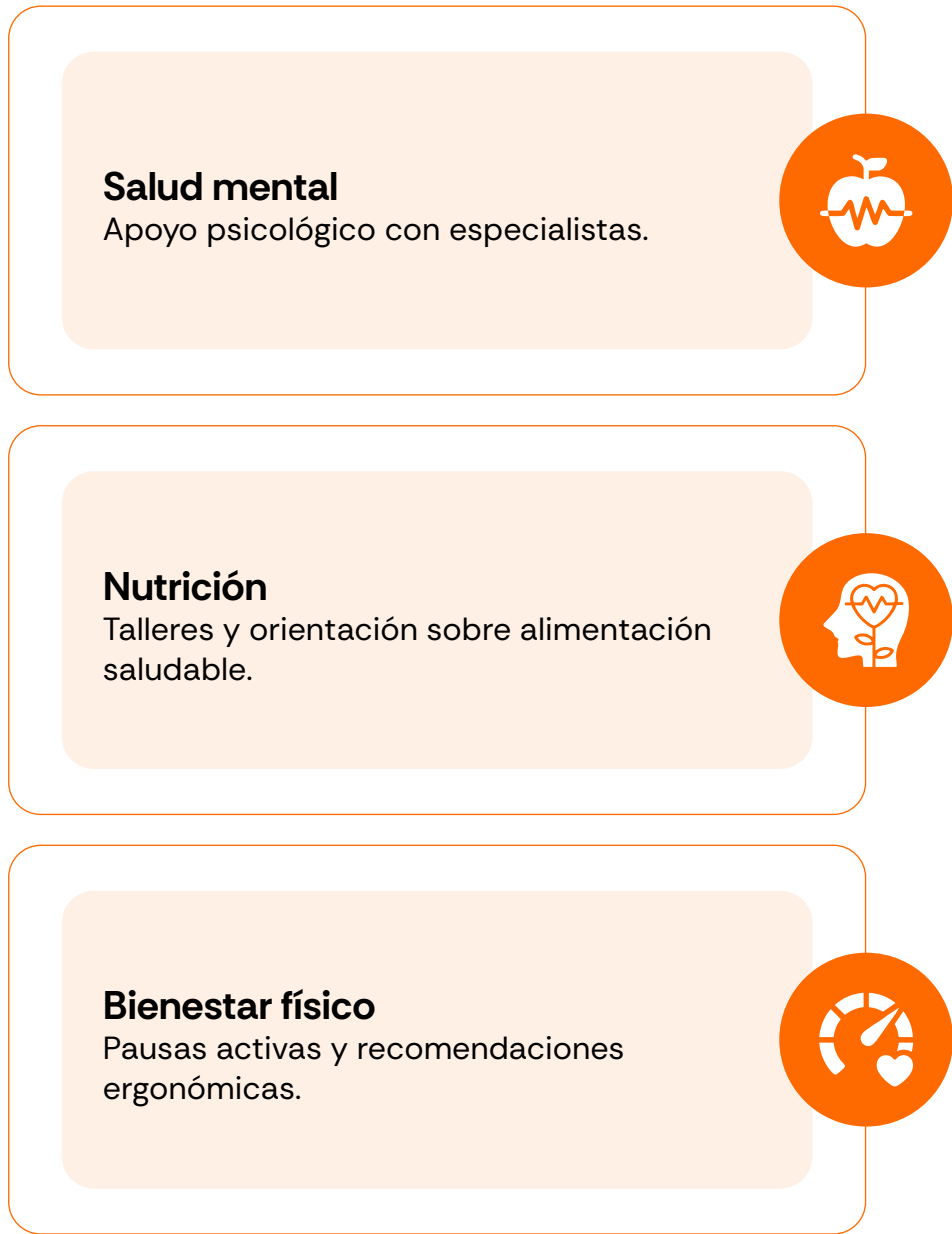 Salud mental
Apoyo psicológico con especialistas.
Nutrición
Talleres y orientación sobre alimentación
saludable.
Bienestar físico
Pausas activas y recomendaciones
ergonómicas.